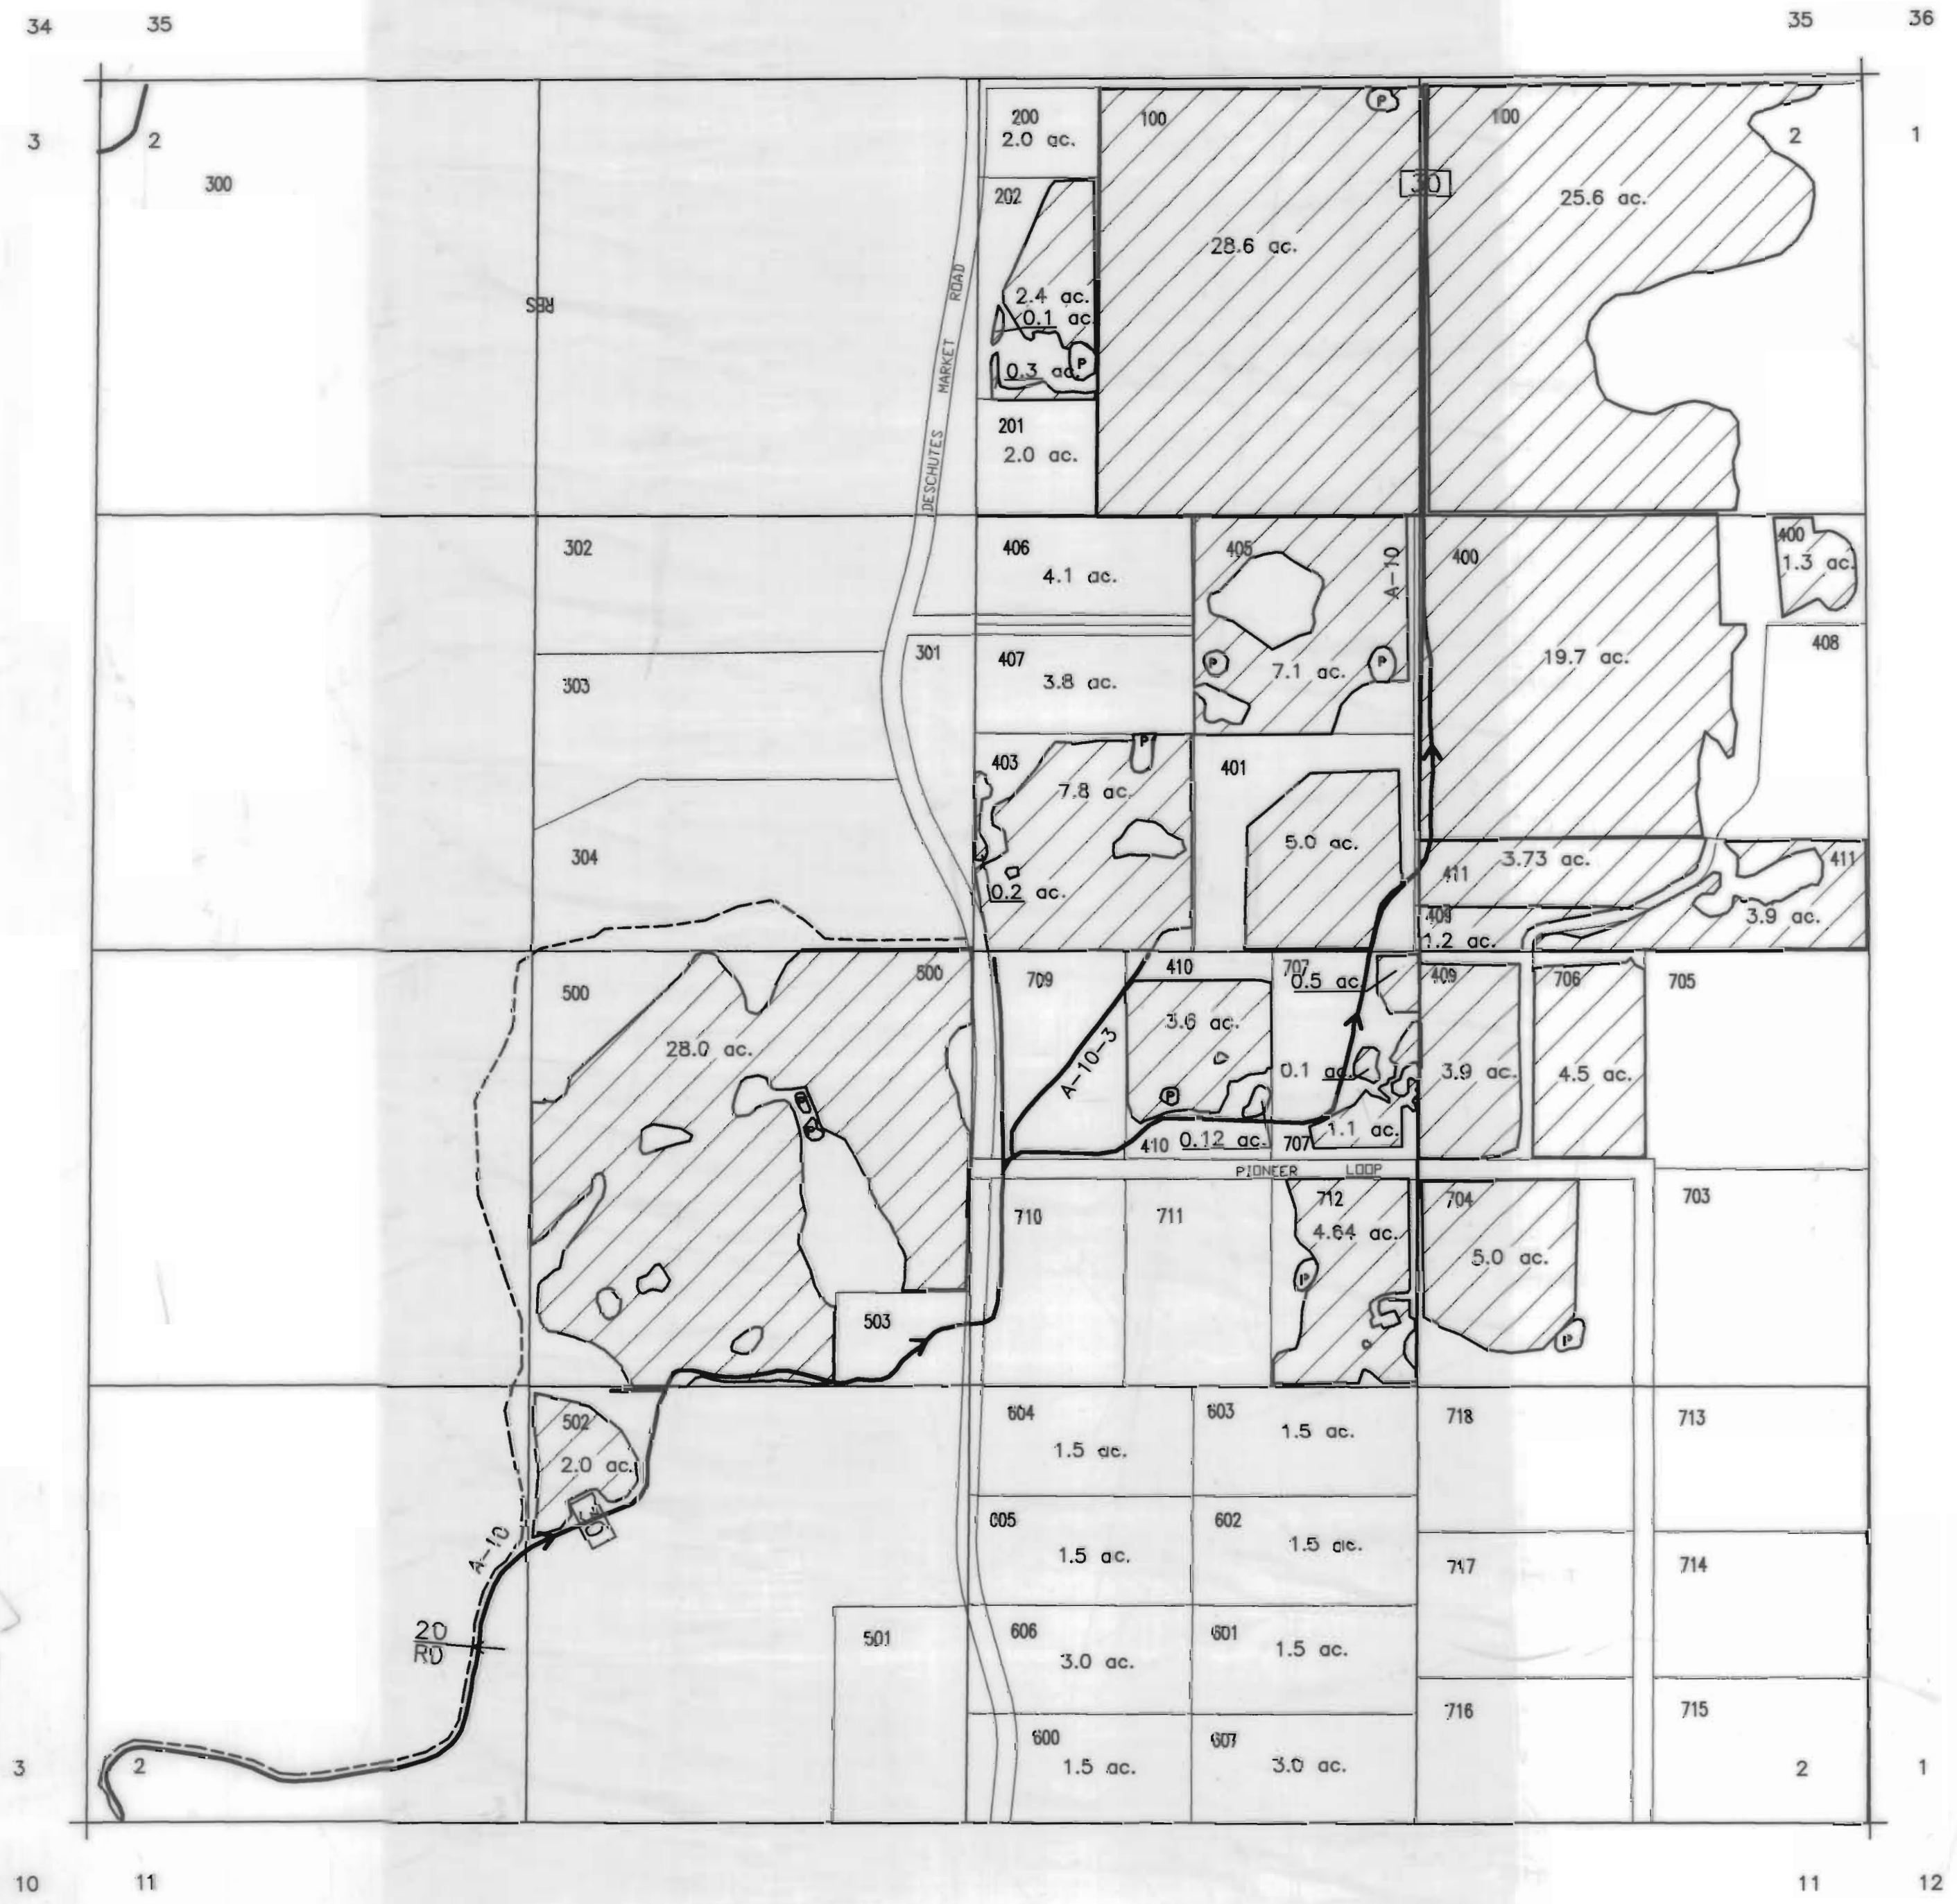 34 35 35 36
3 2 2 1
300
RES
200
2.0 ac.
100
100
202
30
25.6 ac.
28.6 ac.
2.4 ac.
0.1 ac.
P
0.3 ac.
P
201
2.0 ac.
DESCHUTES MARKET ROAD
302
406
4.1 ac.
405
A-10
400
400
1.3 ac.
303
301
407
3.8 ac.
P
7.1 ac.
P
19.7 ac.
408
304
403
P
7.8 ac.
401
5.0 ac.
0.2 ac.
3.73 ac.
411
411
409
1.2 ac.
3.9 ac.
500
500
28.0 ac.
709
410
707
0.5 ac.
409
706
705
3.6 ac.
A-10-3
P
0.1 ac.
3.9 ac.
4.5 ac.
P
P
410
0.12 ac.
707
1.1 ac.
PIONEER LOOP
710
711
712
4.64 ac.
P
704
5.0 ac.
P
703
503
502
2.0 ac.
604
1.5 ac.
603
1.5 ac.
718
713
A-10
605
1.5 ac.
602
1.5 ac.
717
714
20
RD
501
606
3.0 ac.
601
1.5 ac.
716
715
600
1.5 ac.
607
3.0 ac.
3 2 2 1
10 11 11 12